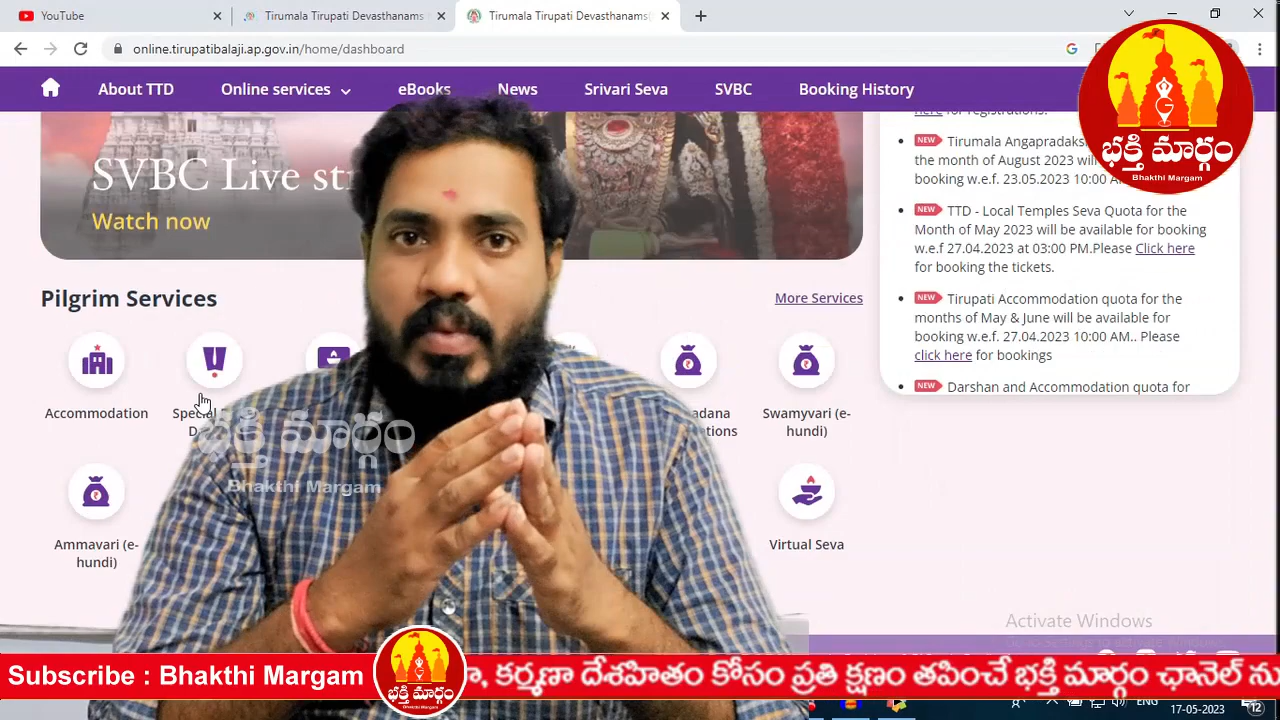 YouTube
Tirumala Tirupati Devasthanams
Tirumala Tirupati Devasthanams
online.tirupatibalaji.ap.gov.in/home/dashboard
About TTD
Online services
eBooks
News
Srivari Seva
SVBC
Booking History
SVBC Live
Watch now
Pilgrim Services
More Services
Accommodation
Swamyvari (e-
hundi)
Ammavari (e-
hundi)
Virtual Seva
here for registrations.
NEW Tirumala
the month of August 2023
booking w.e.f. 23.05.2023 10:00
NEW TTD - Local Temples Seva Quota for the
Month of May 2023 will be available for booking
w.e.f 27.04.2023 at 03:00 PM.Please Click here
for booking the tickets.
NEW Tirupati Accommodation quota for the
months of May & June will be available for
booking w.e.f. 27.04.2023 10:00 AM.. Please
click here for bookings
NEW Darshan and Accommodation quota for
భక్తి మార్గం
Bhakthi Margam
భక్తి మార్గం
Bhakthi Margam
Activate Windows
Subscribe : Bhakthi Margam
భక్తి మార్గం
కర్మణా దేశహితం కోసం ప్రతి క్షణం తపించే భక్తి మార్గం ఛానెల్
ENG
17-05-2023
12